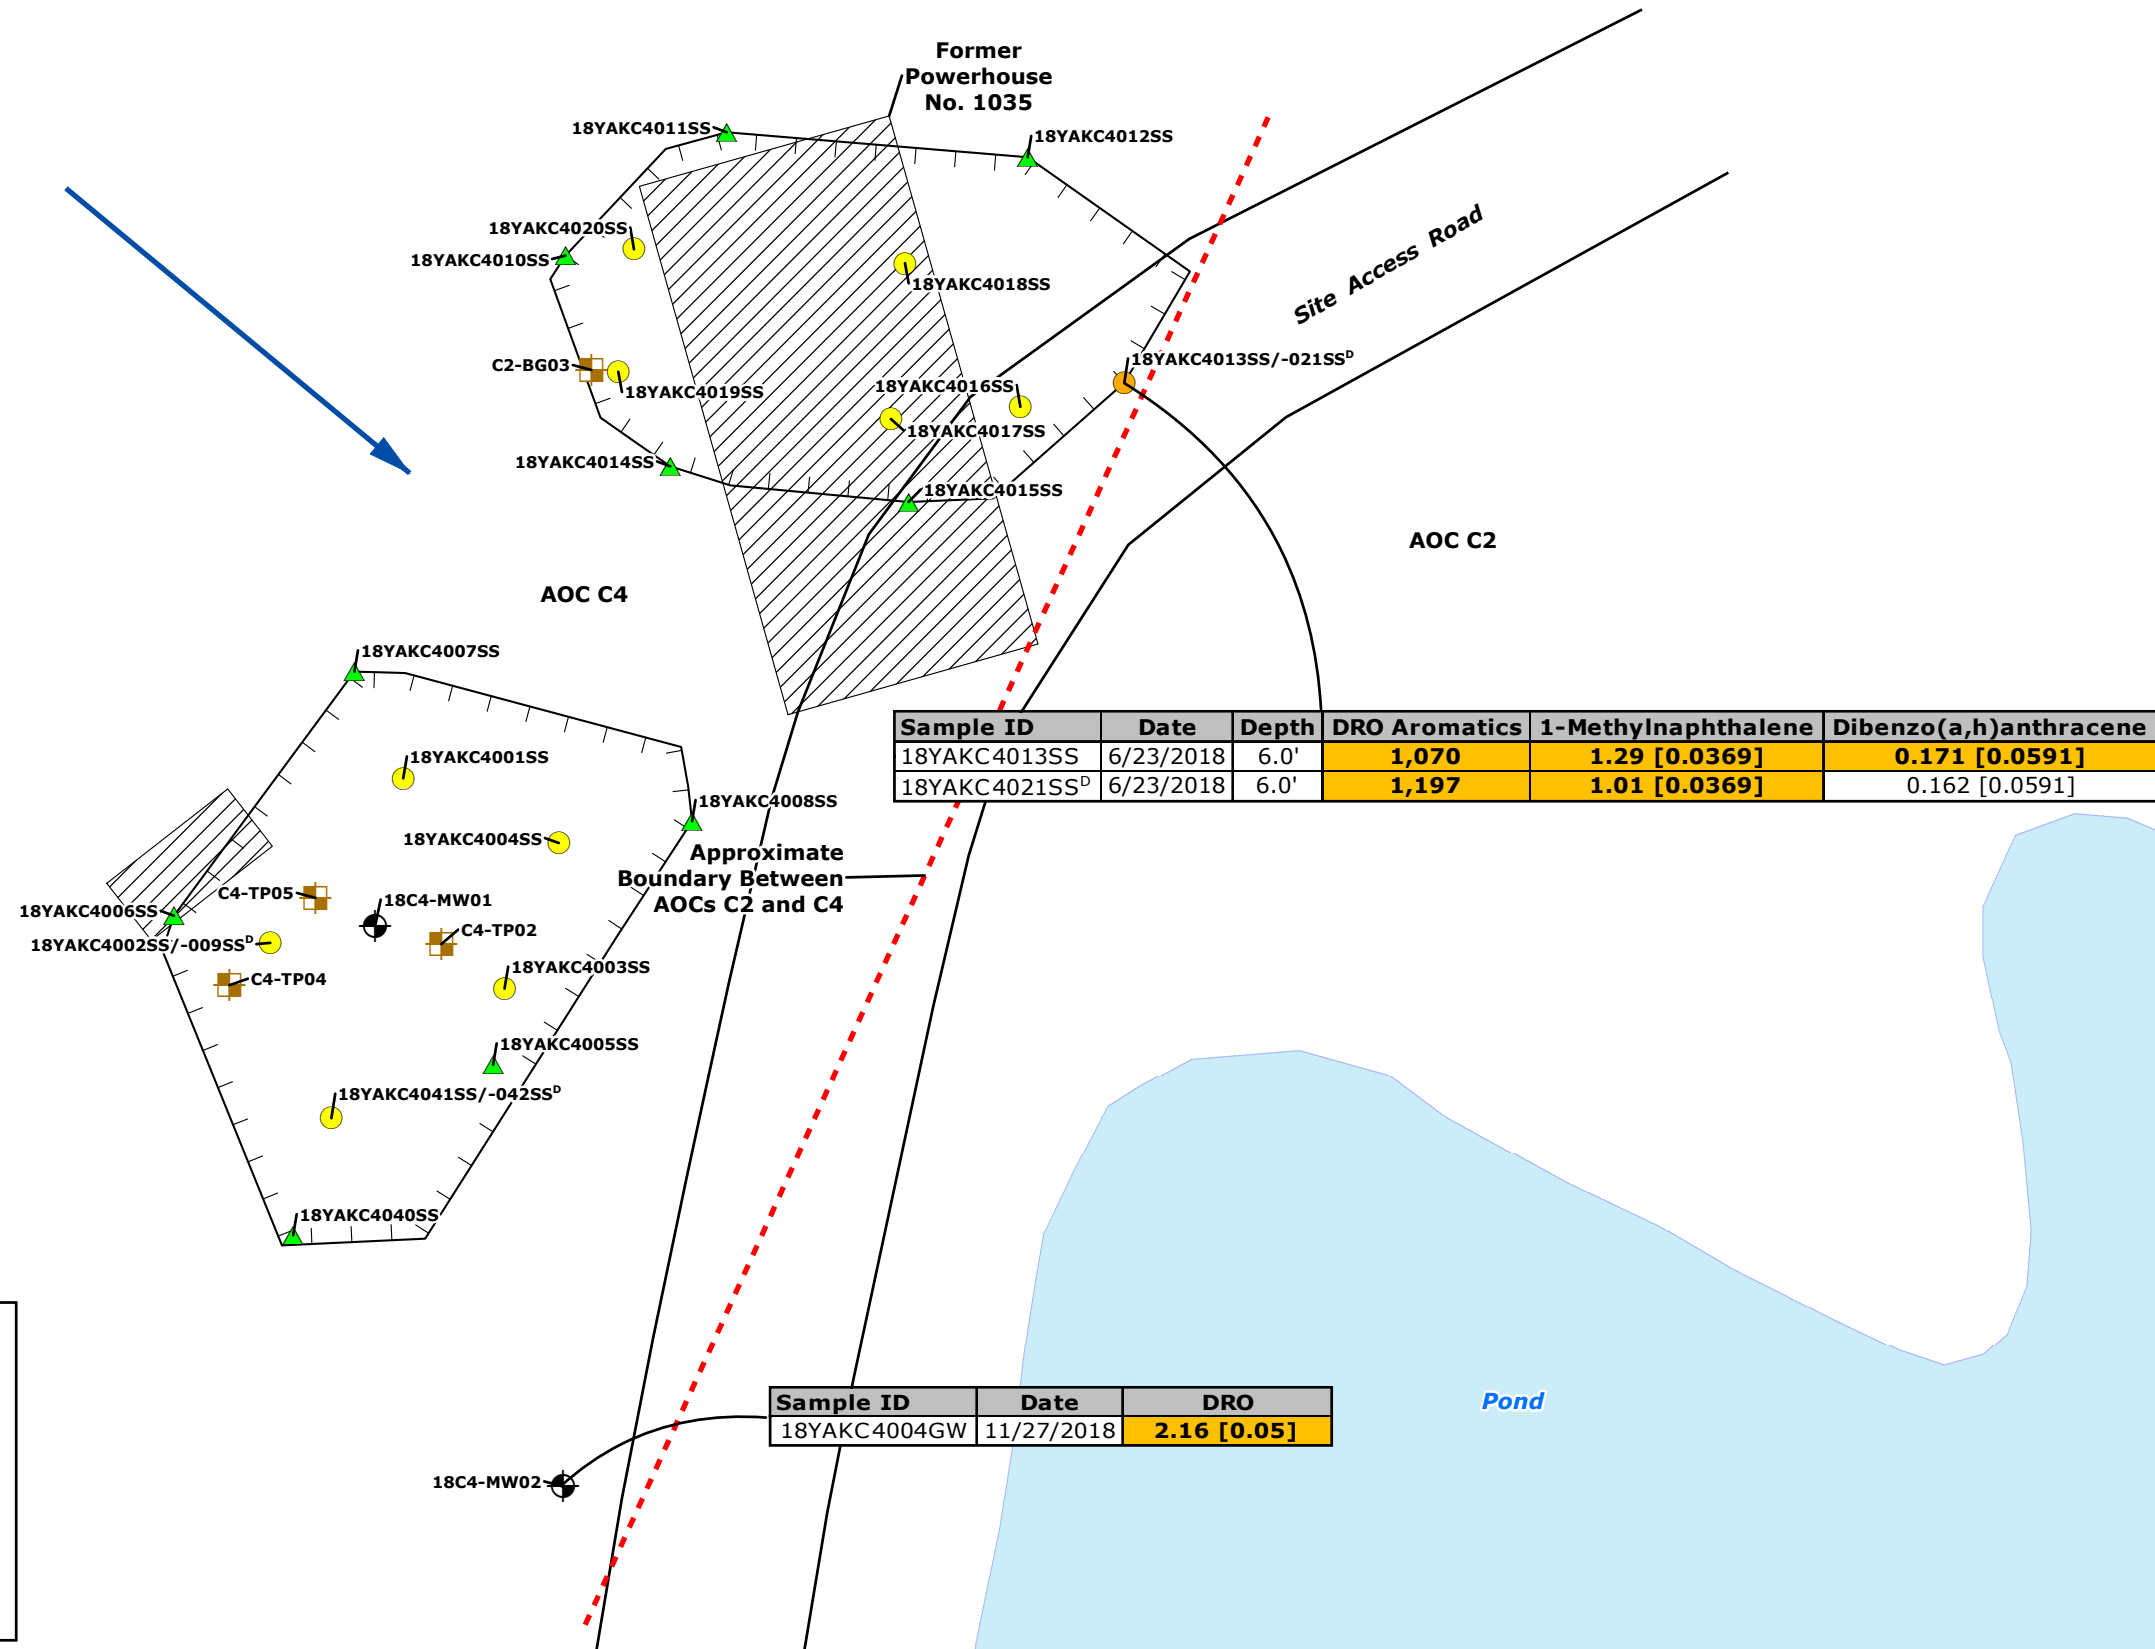 Former
Powerhouse
No. 1035
18YAKC4011SS
18YAKC4012SS
18YAKC4020SS
18YAKC4010SS
18YAKC4018SS
Site Access Road
C2-BG03
18YAKC4019SS
18YAKC4013SS/-021SSᴰ
18YAKC4016SS
18YAKC4017SS
18YAKC4014SS
18YAKC4015SS
AOC C2
AOC C4
18YAKC4007SS
Sample ID Date Depth DRO Aromatics 1-Methylnaphthalene Dibenzo(a,h)anthracene
18YAKC4013SS 6/23/2018 6.0' 1,070 1.29 [0.0369] 0.171 [0.0591]
18YAKC4021SSᴰ 6/23/2018 6.0' 1,197 1.01 [0.0369] 0.162 [0.0591]
18YAKC4001SS
18YAKC4008SS
18YAKC4004SS
Approximate
Boundary Between
AOCs C2 and C4
C4-TP05
18C4-MW01
18YAKC4006SS
C4-TP02
18YAKC4002SS/-009SSᴰ
18YAKC4003SS
C4-TP04
18YAKC4005SS
18YAKC4041SS/-042SSᴰ
18YAKC4040SS
Sample ID Date DRO
18YAKC4004GW 11/27/2018 2.16 [0.05]
Pond
18C4-MW02